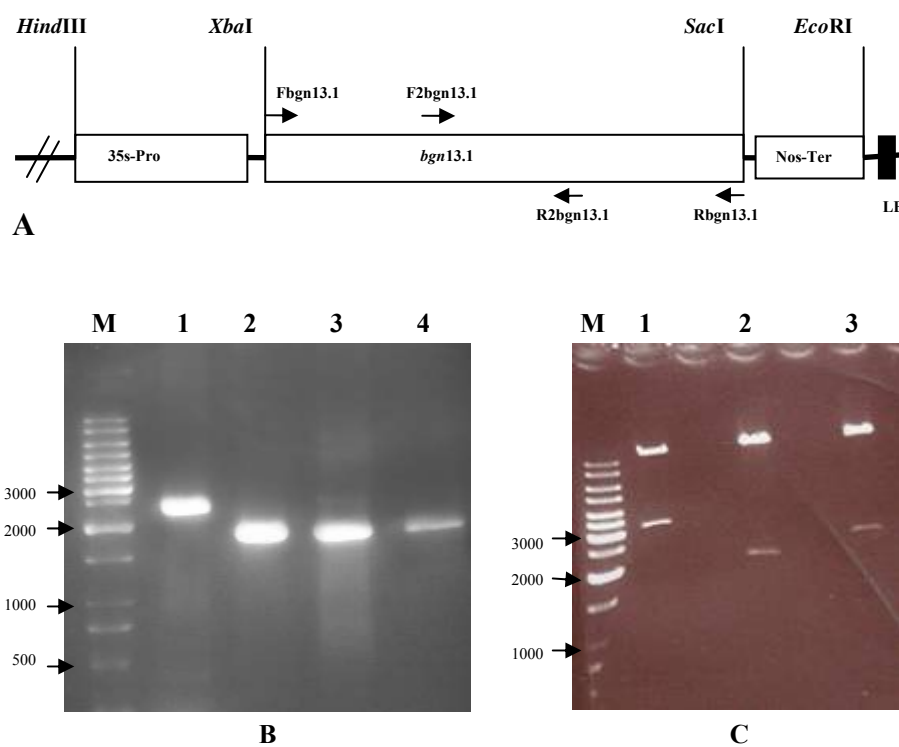 HindIII XbaI SacI EcoRI
Fbgn13.1 F2bgn13.1
35s-Pro bgn13.1 Nos-Ter
R2bgn13.1 Rbgn13.1
A
M 1 2 3 4
3000
2000
1000
500
B
M 1 2 3
3000
2000
1000
C